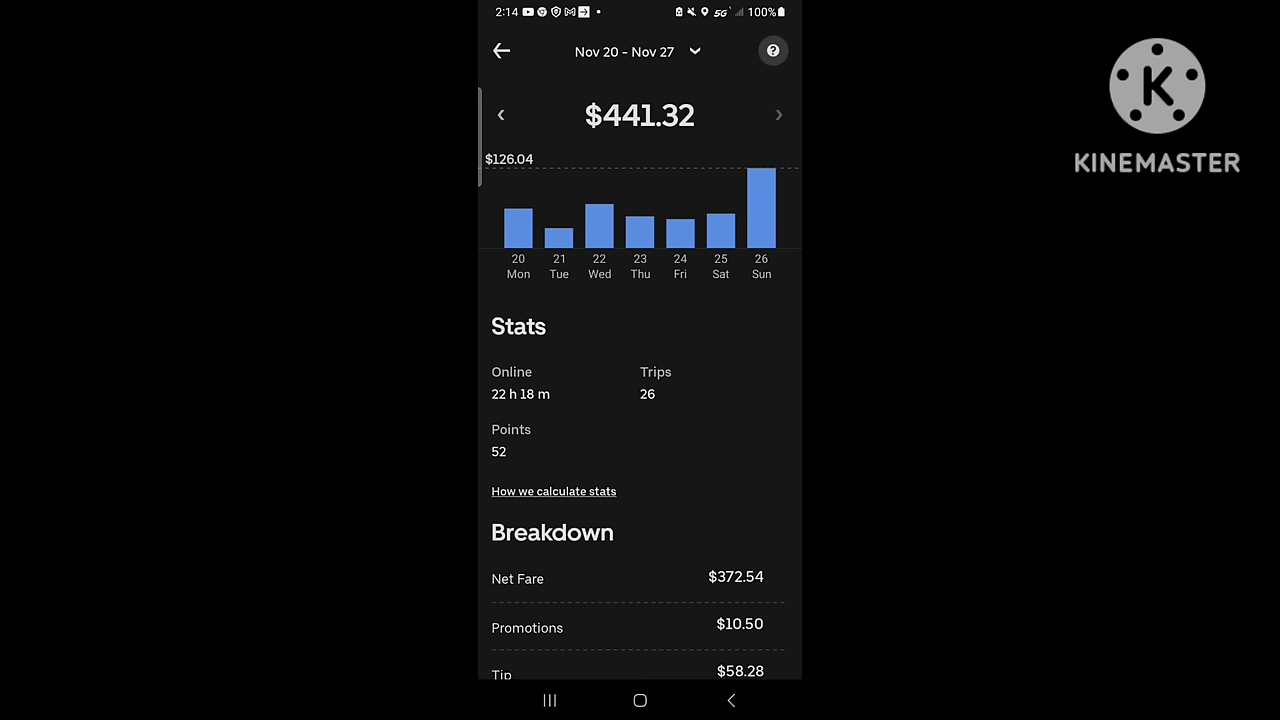 2:14 5G 100%
Nov 20 - Nov 27
?
$441.32
$126.04
20 21 22 23 24 25 26
Mon Tue Wed Thu Fri Sat Sun
Stats
Online Trips
22 h 18 m 26
Points
52
How we calculate stats
Breakdown
Net Fare $372.54
Promotions $10.50
Tip $58.28
K
KINEMASTER